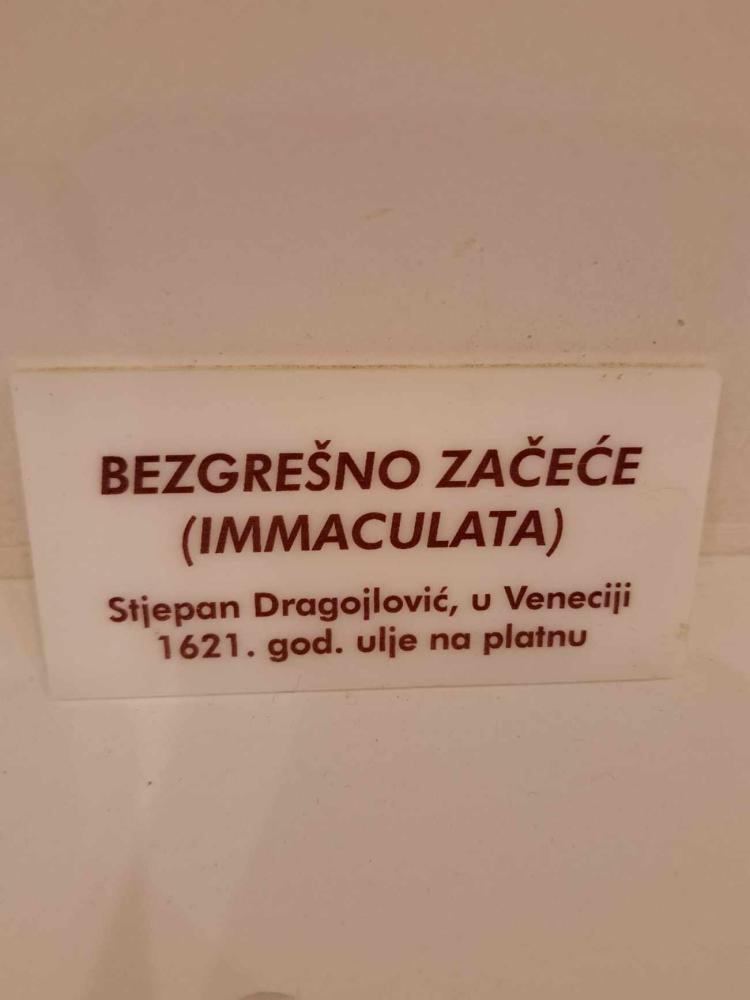 BEZGREŠNO ZAČEĆE
(IMMACULATA)
Stjepan Dragojlović, u Veneciji
1621. god. ulje na platnu